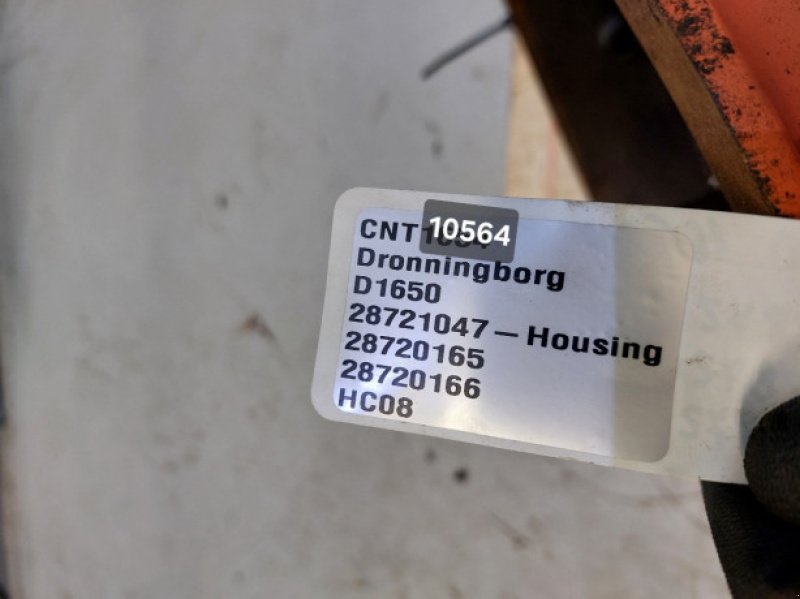 CNT
10564
Dronningborg
D1650
28721047 — Housing
28720165
28720166
HC08